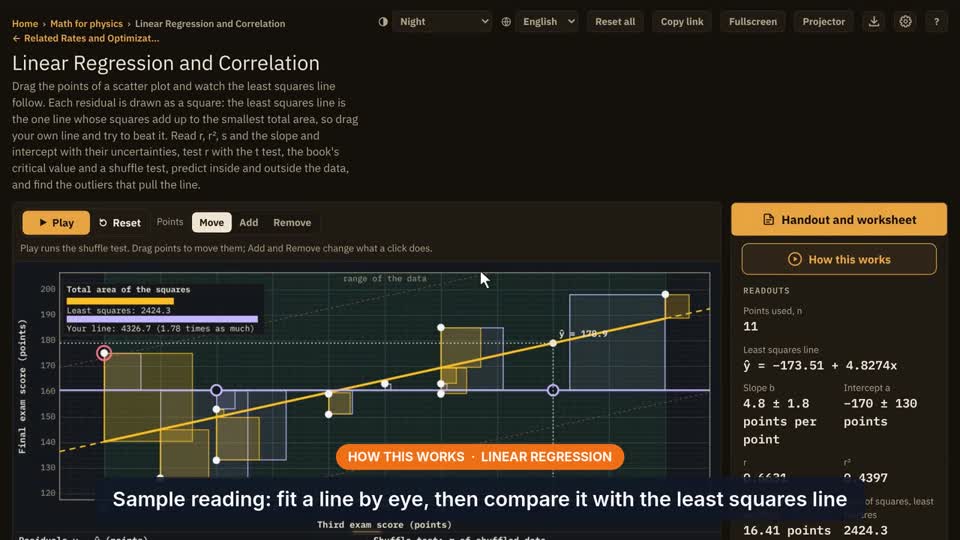 Home › Math for physics › Linear Regression and Correlation
← Related Rates and Optimizat...
Night
English
Reset all
Copy link
Fullscreen
Projector
?
Linear Regression and Correlation
Drag the points of a scatter plot and watch the least squares line
follow. Each residual is drawn as a square: the least squares line is
the one whose squares add up to the smallest total area, so drag
your own line and try to beat it. Read r, r², s and the slope and
intercept with their uncertainties, test r with the t test, the book's
critical value and a shuffle test, predict inside and outside the data,
and find the outliers that pull the line.
Play
Reset
Points
Move
Add
Remove
Play runs the shuffle test. Drag points to move them; Add and Remove change what a click does.
range of the data
Total area of the squares
Least squares: 2424.3
Your line: 4326.7 (1.78 times as much)
ŷ = 178.9
200
190
180
170
160
150
140
130
120
Final exam score (points)
Third exam score (points)
Handout and worksheet
How this works
READOUTS
Points used, n
11
Least squares line
ŷ = −173.51 + 4.8274x
Slope b
4.8 ± 1.8
points per
point
Intercept a
−170 ± 130
points
r
0.6631
r²
0.4397
of squares, least
16.41 points
2424.3
HOW THIS WORKS · LINEAR REGRESSION
Sample reading: fit a line by eye, then compare it with the least squares line